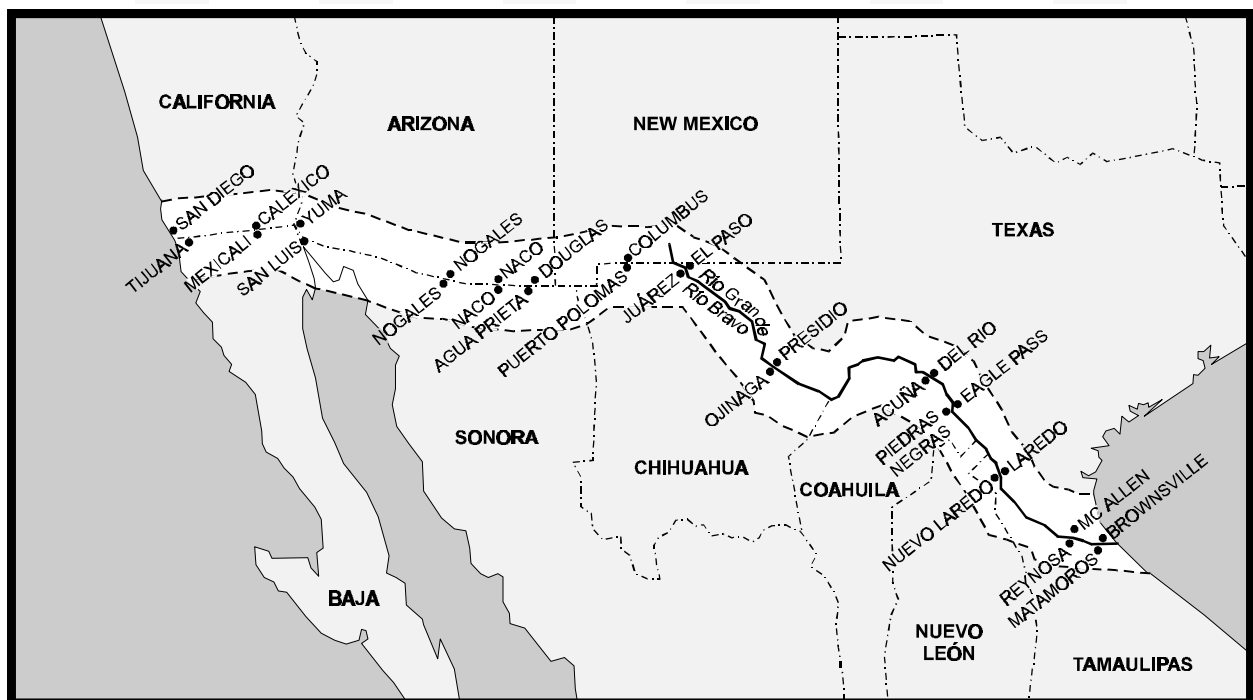 CALIFORNIA
ARIZONA
NEW MEXICO
TEXAS
SAN DIEGO
TIJUANA
CALEXICO
MEXICALI
YUMA
SAN LUIS
NOGALES
NOGALES
NACO
NACO
DOUGLAS
AGUA PRIETA
COLUMBUS
PUERTO POLOMAS
EL PASO
JUÁREZ
Río Grande
Río Bravo
PRESIDIO
OJINAGA
DEL RIO
ACUÑA
EAGLE PASS
PIEDRAS
NEGRAS
LAREDO
NUEVO LAREDO
MC ALLEN
REYNOSA
BROWNSVILLE
MATAMOROS
SONORA
CHIHUAHUA
COAHUILA
BAJA
NUEVO
LEÓN
TAMAULIPAS